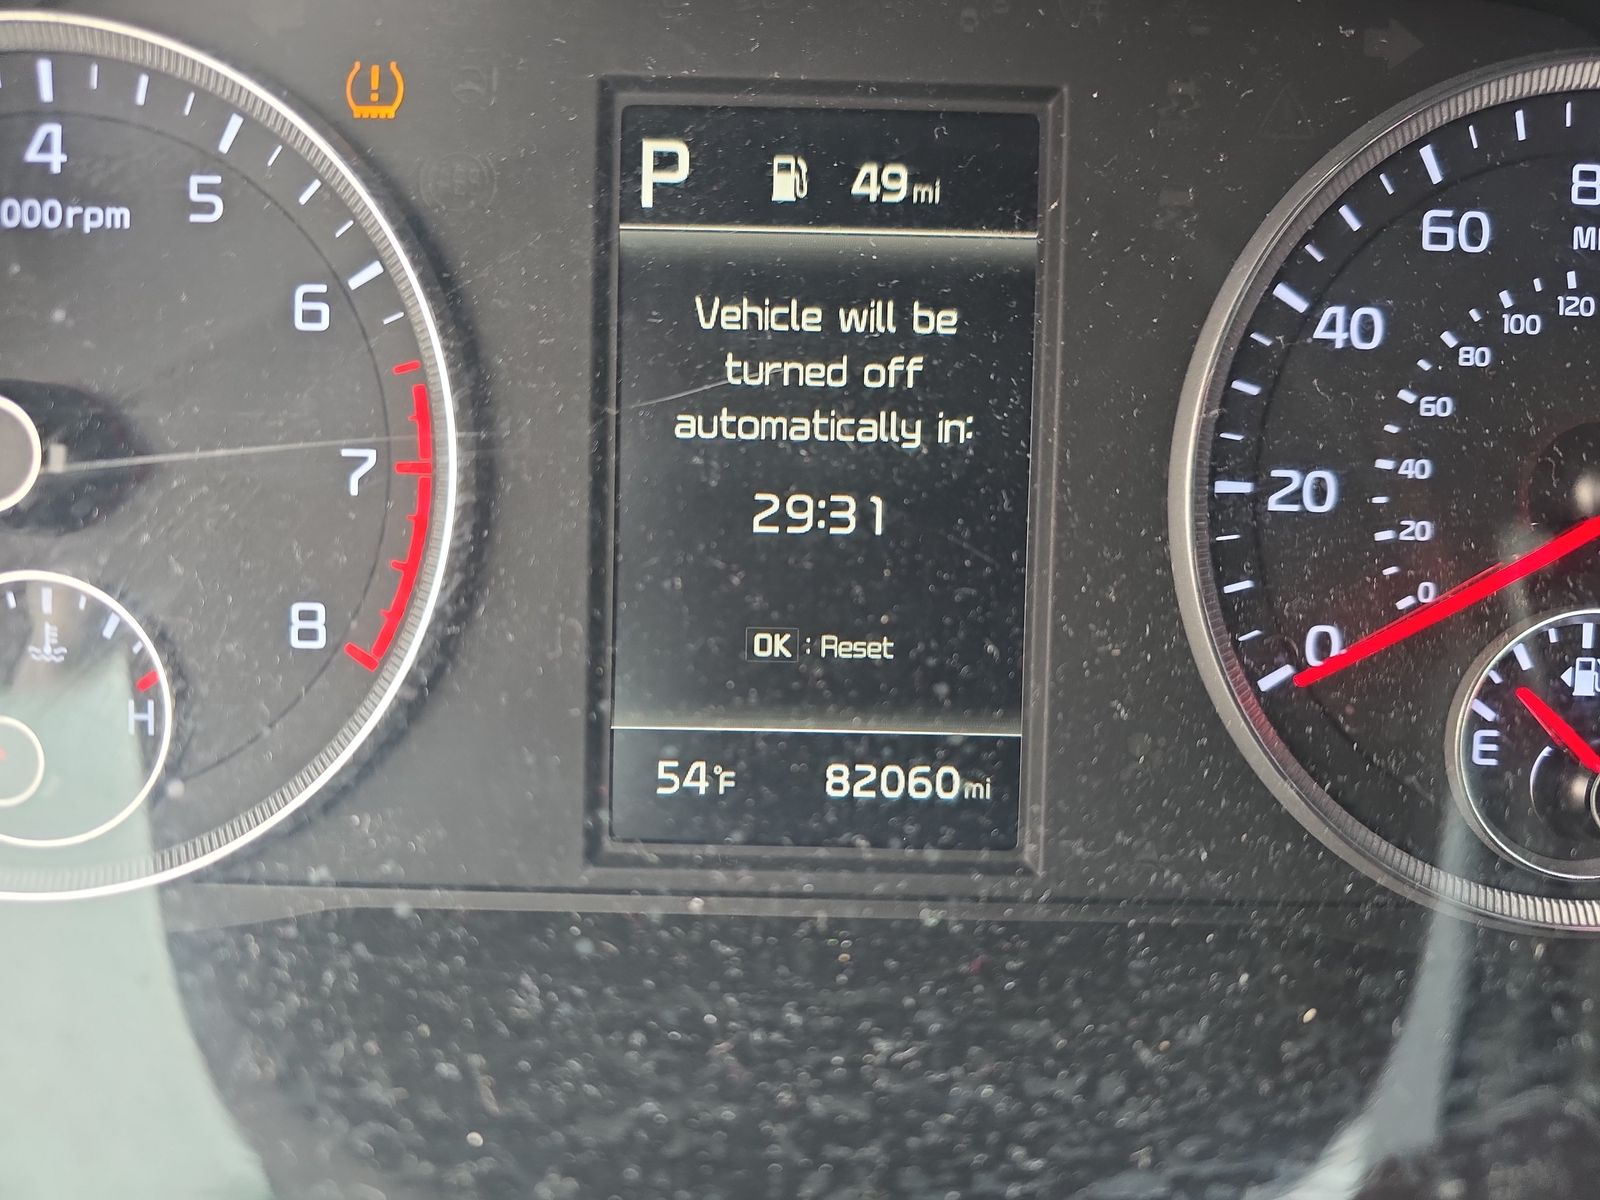 4
5
000rpm
6
7
8
H
P 49mi
Vehicle will be
turned off
automatically in:
29:31
OK : Reset
54°F 82060mi
8
60
40
120
100
80
60
20
40
20
0
0
E